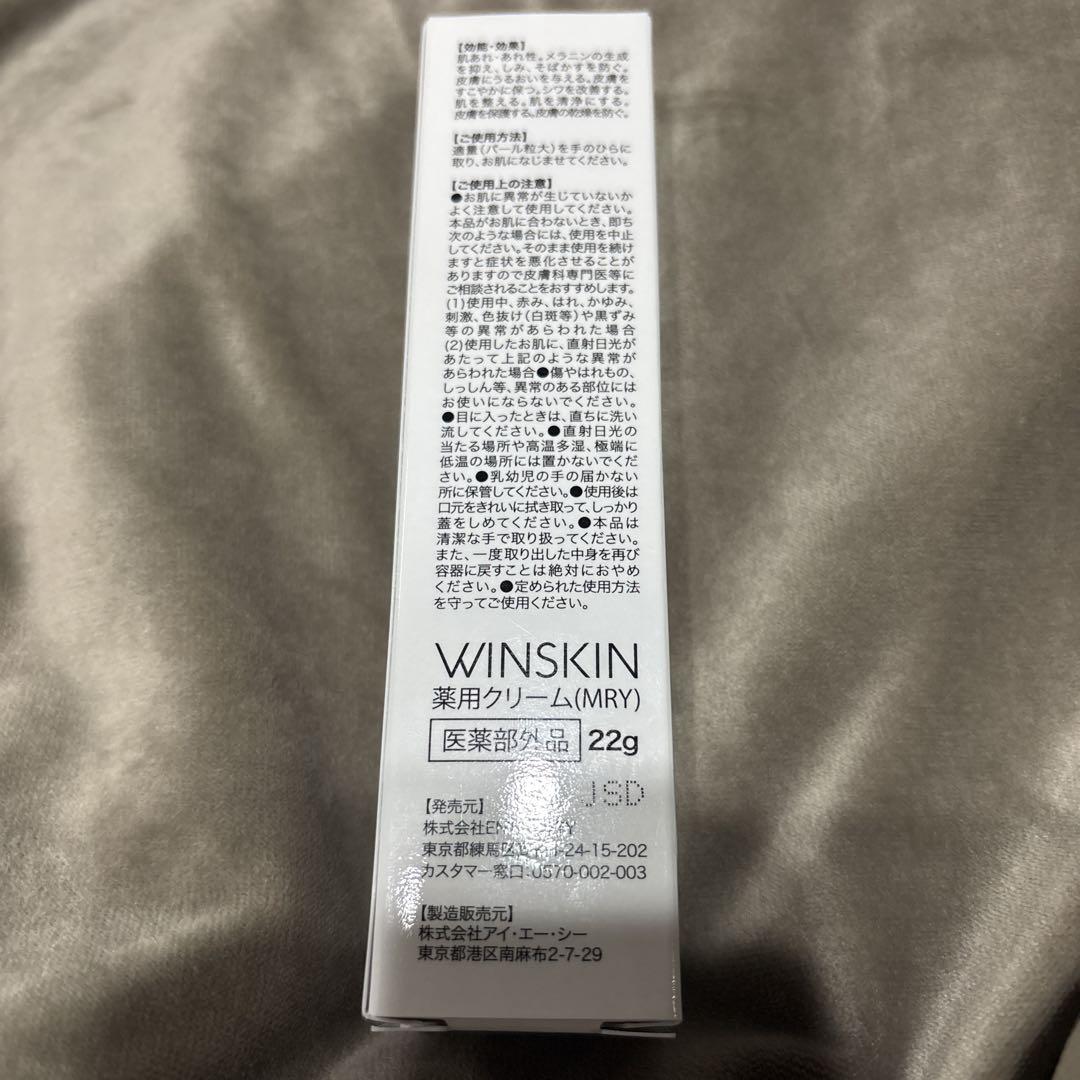 【効能・効果】
肌あれ・あれ性。メラニンの生成
を抑え、しみ、そばかすを防ぐ。
皮膚にうるおいを与える。皮膚を
すこやかに保つ。シワを改善する。
肌を整える。肌を清浄にする。
皮膚を保護する。皮膚の乾燥を防ぐ。
【ご使用方法】
適量（パール粒大）を手のひらに
取り、お肌になじませてください。
【ご使用上の注意】
●お肌に異常が生じていないか
よく注意して使用してください。
本品がお肌に合わないとき、即ち
次のような場合には、使用を中止
してください。そのまま使用を続け
ますと症状を悪化させることが
ありますので皮膚科専門医等に
ご相談されることをおすすめします。
(1)使用中、赤み、はれ、かゆみ、
刺激、色抜け（白斑等）や黒ずみ
等の異常があらわれた場合
(2)使用したお肌に、直射日光が
あたって上記のような異常が
あらわれた場合●傷やはれもの、
しっしん等、異常のある部位には
お使いにならないでください。
●目に入ったときは、直ちに洗い
流してください。●直射日光の
当たる場所や高温多湿、極端に
低温の場所には置かないでくだ
さい。●乳幼児の手の届かない
所に保管してください。●使用後は
口元をきれいに拭き取って、しっかり
蓋をしめてください。●本品は
清潔な手で取り扱ってください。
また、一度取り出した中身を再び
容器に戻すことは絶対におやめ
ください。●定められた使用方法
を守ってご使用ください。
WINSKIN
薬用クリーム(MRY)
医薬部外品 22g
JSD
【発売元】
株式会社
東京都練馬区 24-15-202
カスタマー窓口：0570-002-003
【製造販売元】
株式会社アイ・エー・シー
東京都港区南麻布2-7-29